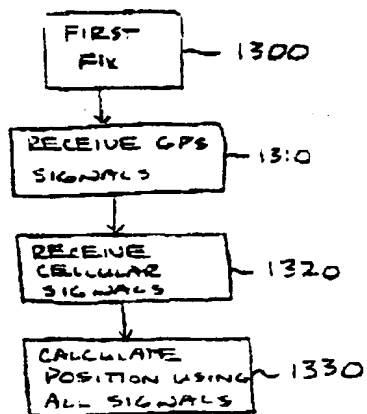 FIRST
FIX
1300
RECEIVE GPS
SIGNALS
1310
RECEIVE
CELLULAR
SIGNALS
1320
CALCULATE
POSITION USING
ALL SIGNALS
1330